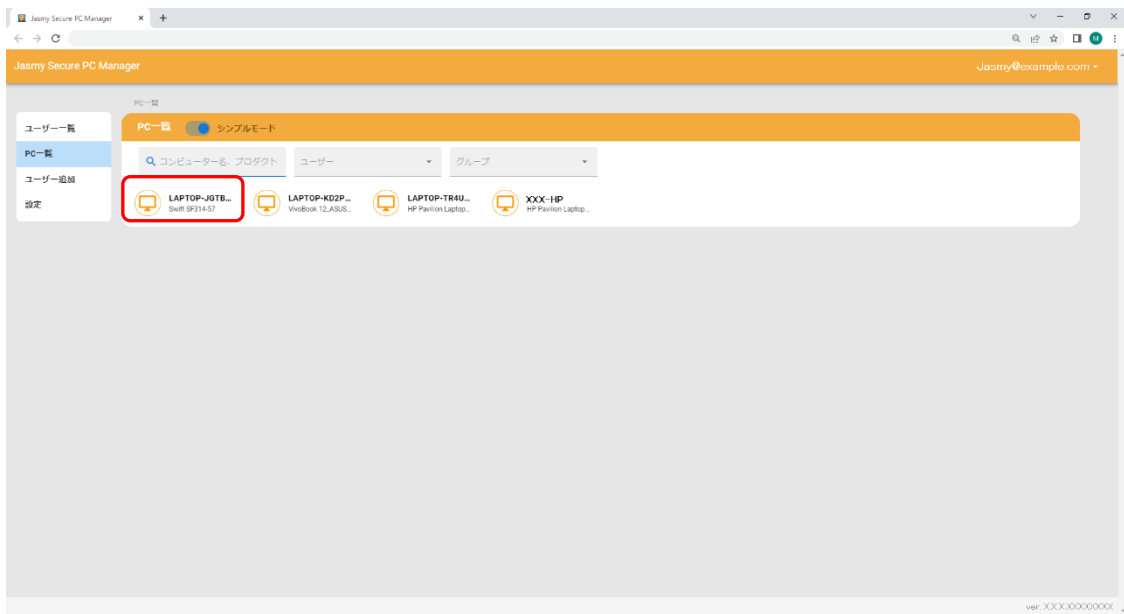 Jasmy Secure PC Manager
Jasmy Secure PC Manager
Jasmy@example.com
PC一覧
ユーザー一覧
PC一覧
ユーザー追加
設定
PC一覧 シンプルモード
コンピューター名、プロダクト ユーザー グループ
LAPTOP-JGTB... LAPTOP-KD2P... LAPTOP-TR4U... XXX-HP
Swift SF314-57 VivoBook 12_ASUS... HP Pavilion Laptop... HP Pavilion Laptop...
ver. XX.X.XXXXXXXX